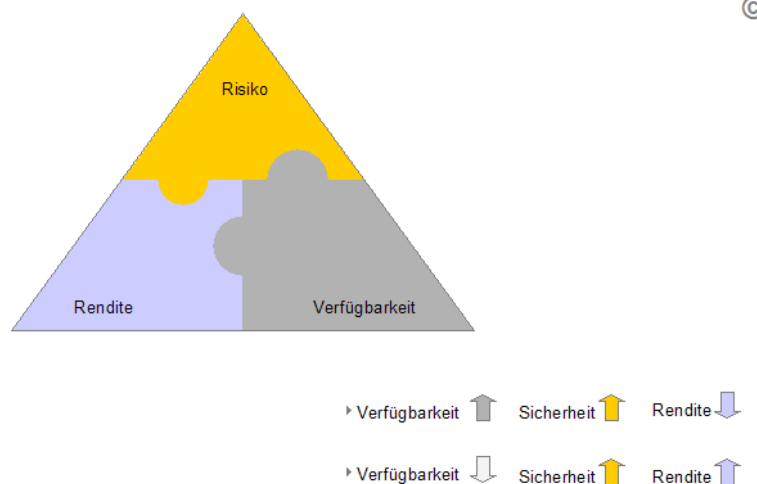 ©
Risiko
Rendite Verfügbarkeit
Verfügbarkeit Sicherheit Rendite
Verfügbarkeit Sicherheit Rendite